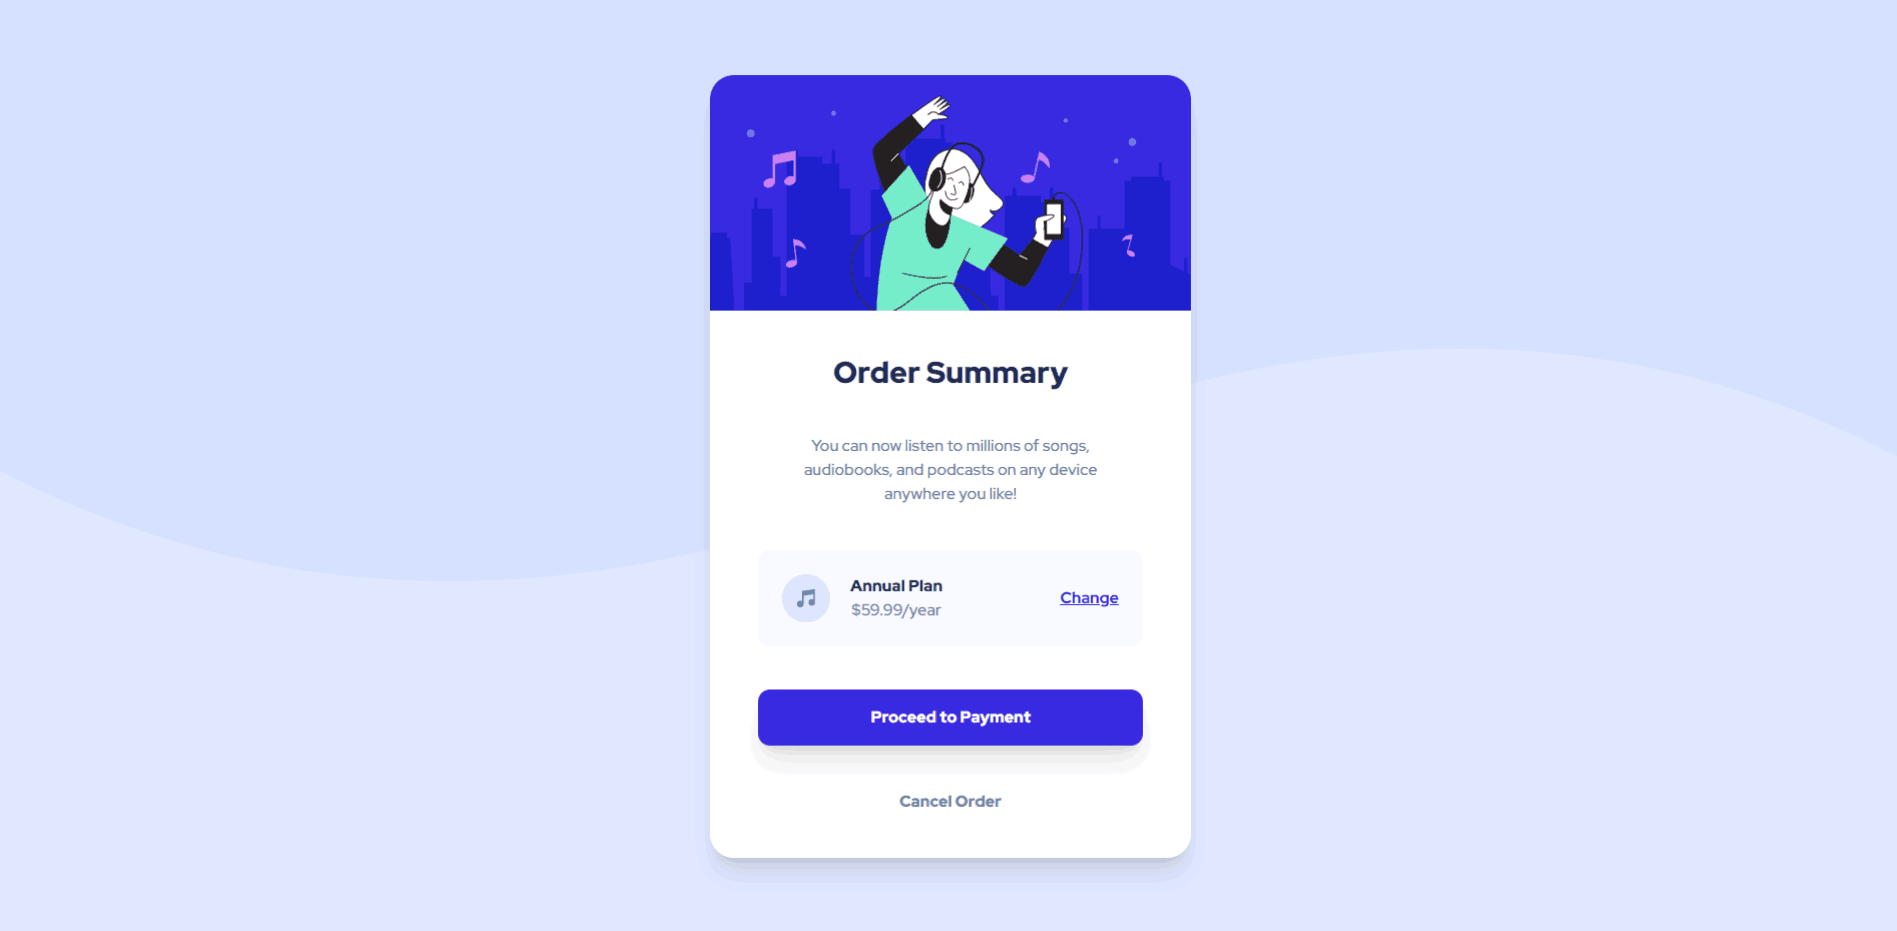 Order Summary
You can now listen to millions of songs,
audiobooks, and podcasts on any device
anywhere you like!
Annual Plan
$59.99/year
Change
Proceed to Payment
Cancel Order